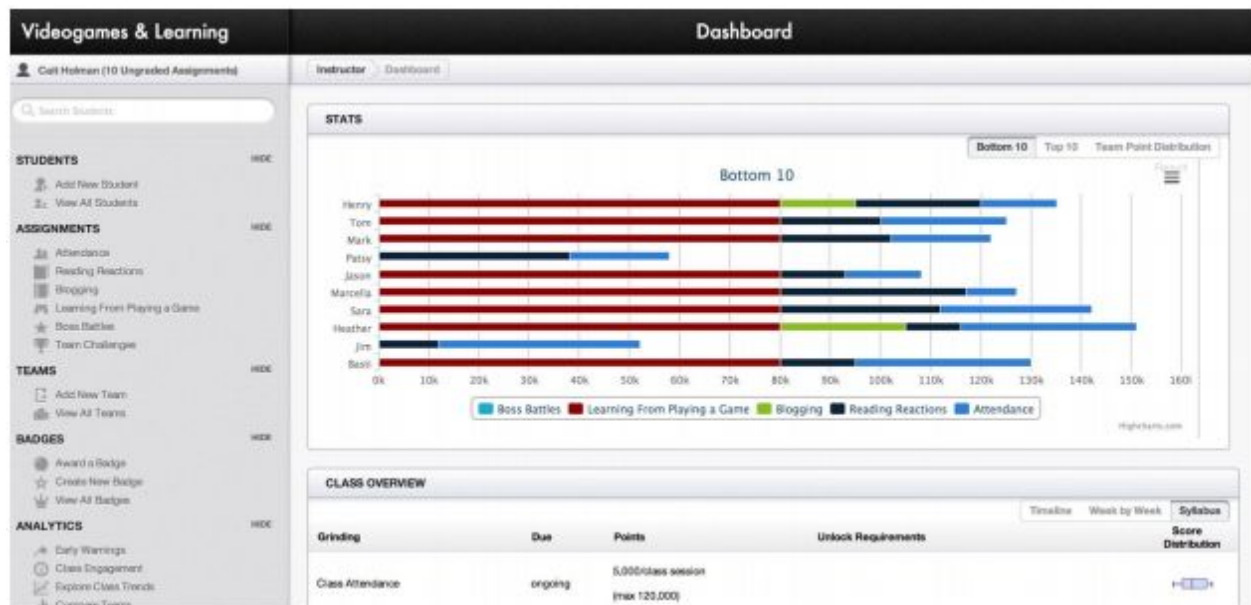 Videogames & Learning
Dashboard
Cait Holman (10 Ungraded Assignments)
Instructor
Dashboard
Search Students
STUDENTS
HIDE
Add New Student
View All Students
ASSIGNMENTS
HIDE
Attendance
Reading Reactions
Blogging
Learning From Playing a Game
Boss Battles
Team Challenges
TEAMS
HIDE
Add New Team
View All Teams
BADGES
HIDE
Award a Badge
Create New Badge
View All Badges
ANALYTICS
HIDE
Early Warnings
Class Engagement
Explore Class Trends
Compare Teams
STATS
Bottom 10
Top 10
Team Point Distribution
Bottom 10
Henry
Tom
Mark
Patsy
Jason
Marcella
Sara
Heather
Jim
0k 10k 20k 30k 40k 50k 60k 70k 80k 90k 100k 110k 120k 130k 140k 150k 160
Boss Battles Learning From Playing a Game Blogging Reading Reactions Attendance
Highcharts.com
CLASS OVERVIEW
Timeline Week by Week Syllabus
Grinding Due Points Unlock Requirements Score Distribution
Class Attendance
ongoing
5,000/class session
(max 120,000)